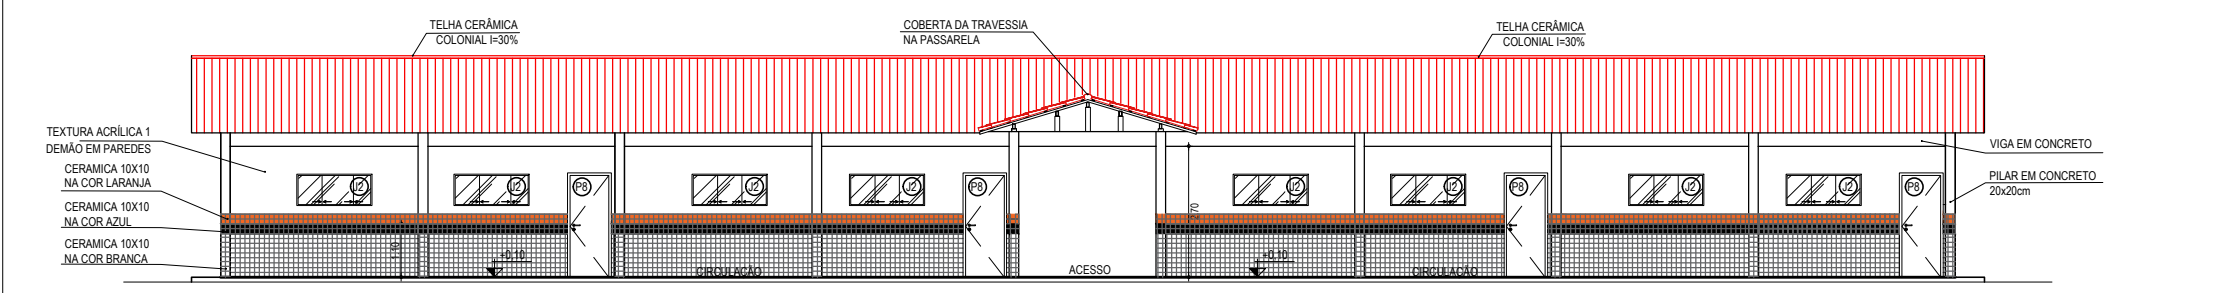 TELHA CERÂMICA
COLONIAL I=30%
COBERTA DA TRAVESSIA
NA PASSARELA
TELHA CERÂMICA
COLONIAL I=30%
TEXTURA ACRÍLICA 1
DEMÃO EM PAREDES
CERAMICA 10X10
NA COR LARANJA
CERAMICA 10X10
NA COR AZUL
CERAMICA 10X10
NA COR BRANCA
J2
J2
P8
J2
J2
P8
J2
J2
P8
J2
J2
P8
VIGA EM CONCRETO
PILAR EM CONCRETO
20x20cm
270
1,10
+0,10
CIRCULAÇÃO
ACESSO
+0,10
CIRCULAÇÃO